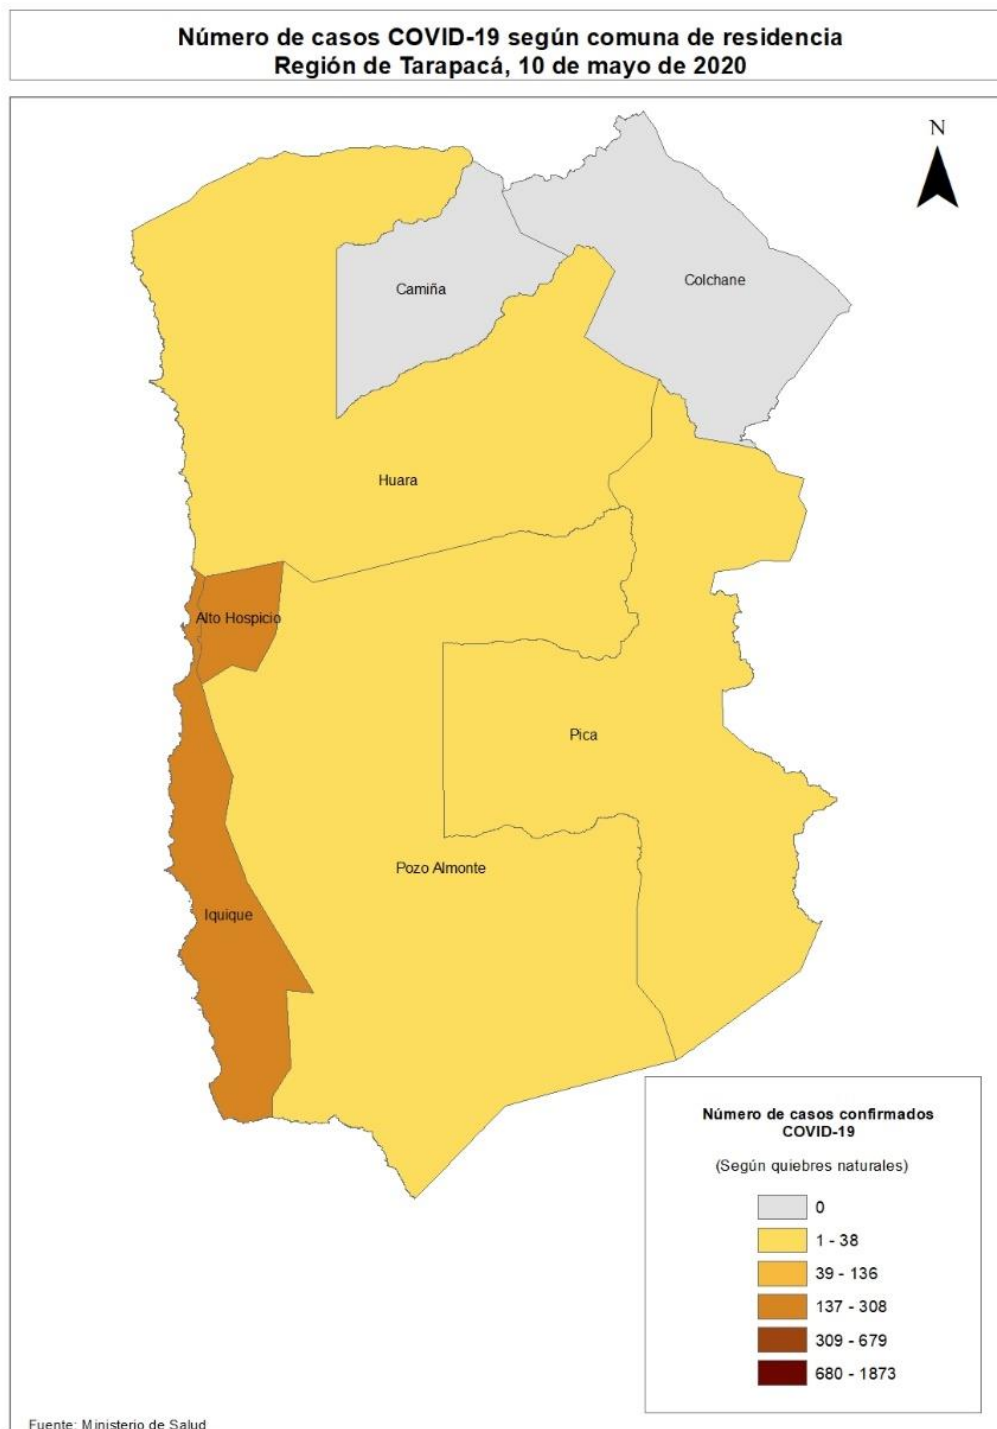 Número de casos COVID-19 según comuna de residencia
Región de Tarapacá, 10 de mayo de 2020
N
Camiña
Colchane
Huara
Alto Hospicio
Pica
Pozo Almonte
Iquique
Número de casos confirmados
COVID-19
(Según quiebres naturales)
0
1 - 38
39 - 136
137 - 308
309 - 679
680 - 1873
Fuente: Ministerio de Salud